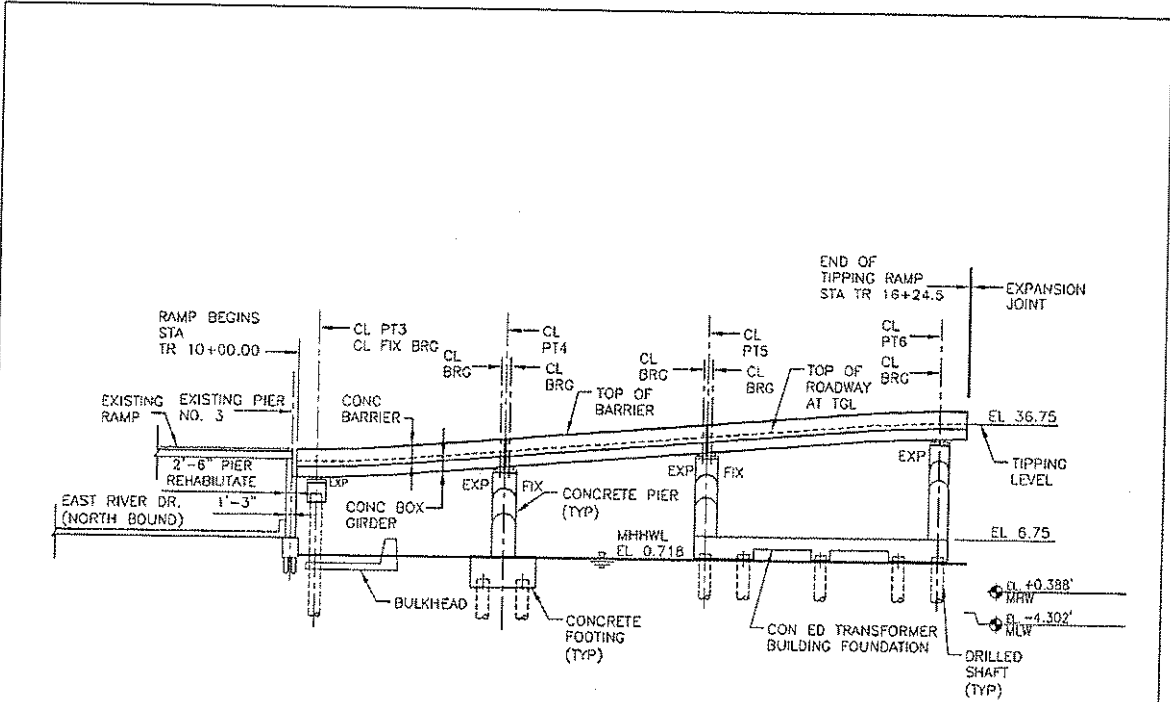 END OF
TIPPING RAMP
STA TR 16+24.5
EXPANSION
JOINT
RAMP BEGINS
STA
TR 10+00.00
CL PT3
CL FIX BRG
CL
PT4
CL
BRG
CL
BRG
CL
PT5
CL
BRG
CL
BRG
CL
PT6
CL
BRG
EXISTING
RAMP
EXISTING PIER
NO. 3
CONC
BARRIER
TOP OF
BARRIER
TOP OF
ROADWAY
AT TGL
EL 36.75
TIPPING
LEVEL
2'-6" PIER
REHABILITATE
1'-3"
EXP
EXP
FIX
EXP
FIX
EXP
EAST RIVER DR.
(NORTH BOUND)
CONC BOX
GIRDER
CONCRETE PIER
(TYP)
MHHWL
EL 0.718
EL 6.75
BULKHEAD
CONCRETE
FOOTING
(TYP)
CON ED TRANSFORMER
BUILDING FOUNDATION
EL +0.388'
MHW
EL -4.302'
MLW
DRILLED
SHAFT
(TYP)